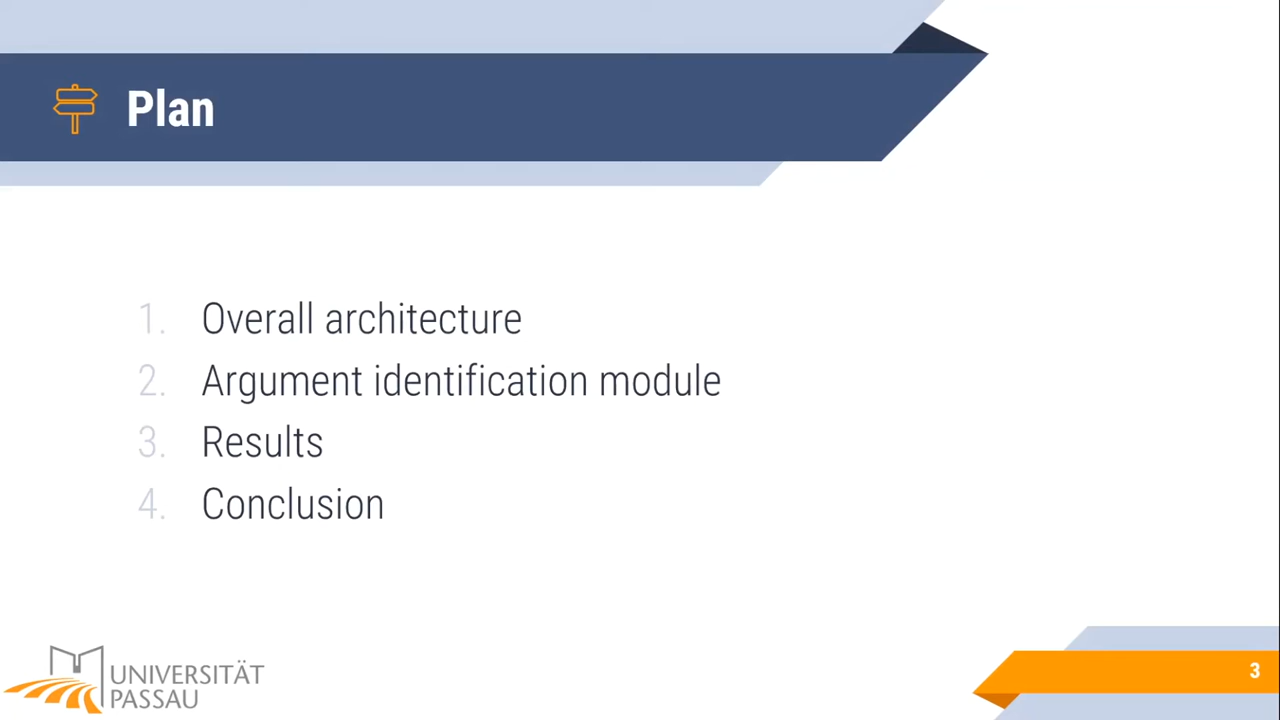 Plan
1. Overall architecture
2. Argument identification module
3. Results
4. Conclusion
UNIVERSITÄT
PASSAU
3